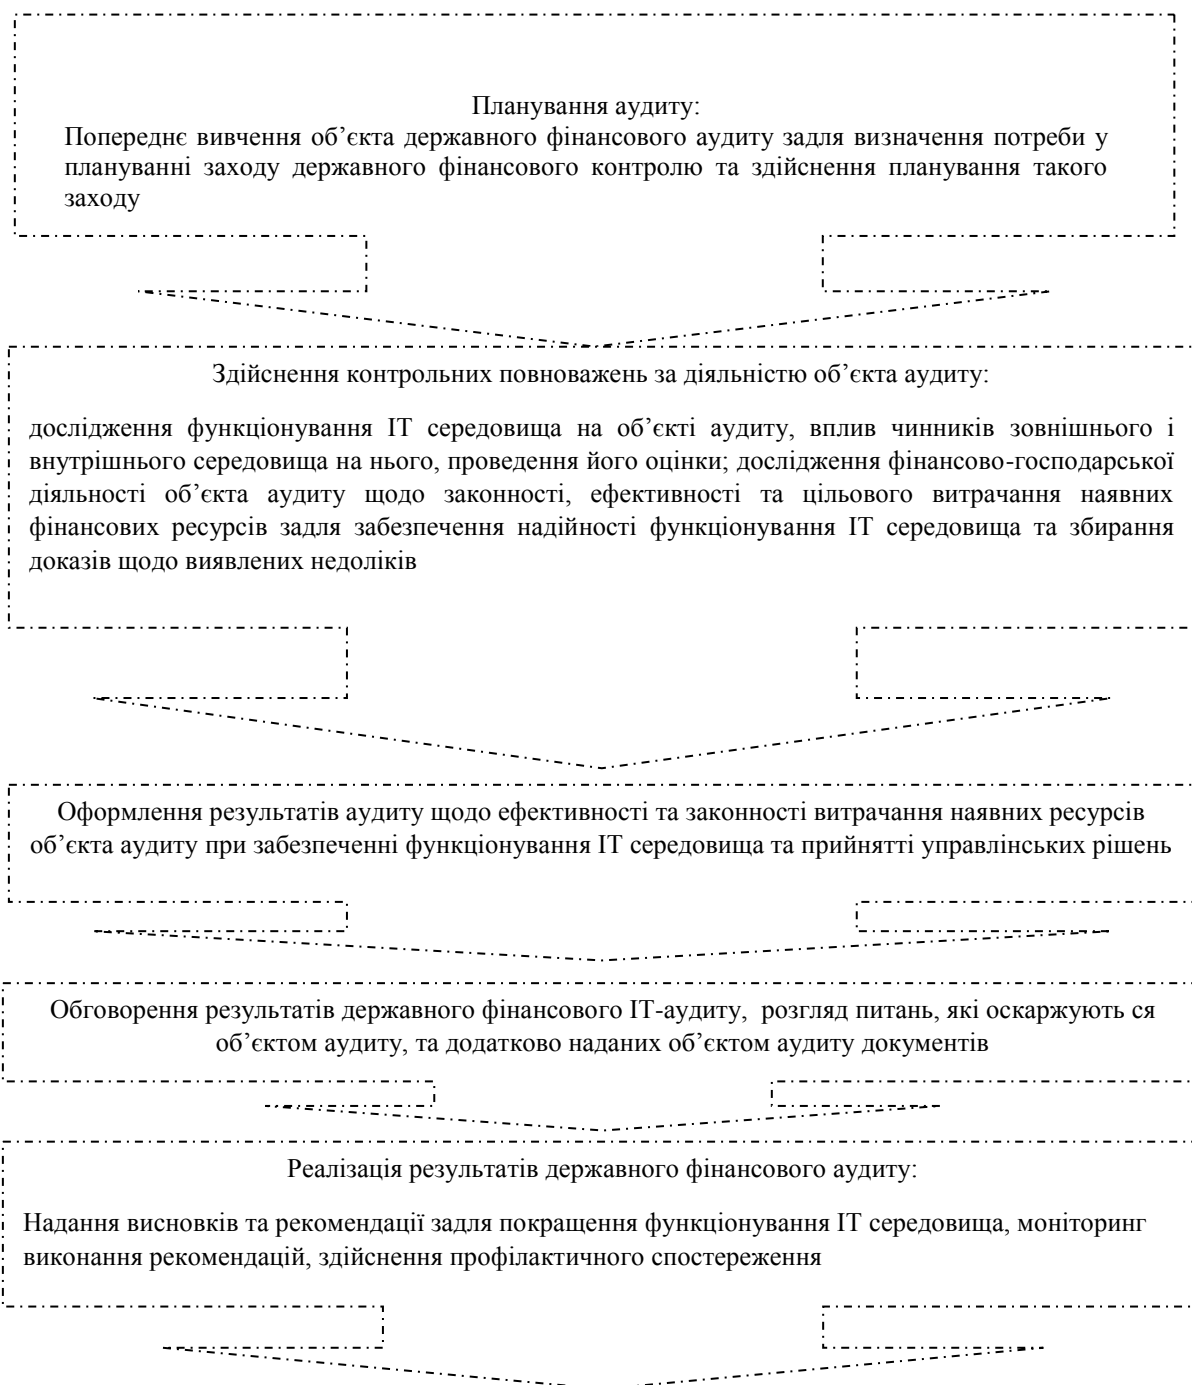 Планування аудиту:
Попереднє вивчення об’єкта державного фінансового аудиту задля визначення потреби у
плануванні заходу державного фінансового контролю та здійснення планування такого
заходу
Здійснення контрольних повноважень за діяльністю об’єкта аудиту:
дослідження функціонування ІТ середовища на об’єкті аудиту, вплив чинників зовнішнього і
внутрішнього середовища на нього, проведення його оцінки; дослідження фінансово-господарської
діяльності об’єкта аудиту щодо законності, ефективності та цільового витрачання наявних
фінансових ресурсів задля забезпечення надійності функціонування ІТ середовища та збирання
доказів щодо виявлених недоліків
Оформлення результатів аудиту щодо ефективності та законності витрачання наявних ресурсів
об’єкта аудиту при забезпеченні функціонування ІТ середовища та прийнятті управлінських рішень
Обговорення результатів державного фінансового ІТ-аудиту, розгляд питань, які оскаржують ся
об’єктом аудиту, та додатково наданих об’єктом аудиту документів
Реалізація результатів державного фінансового аудиту:
Надання висновків та рекомендації задля покращення функціонування ІТ середовища, моніторинг
виконання рекомендацій, здійснення профілактичного спостереження